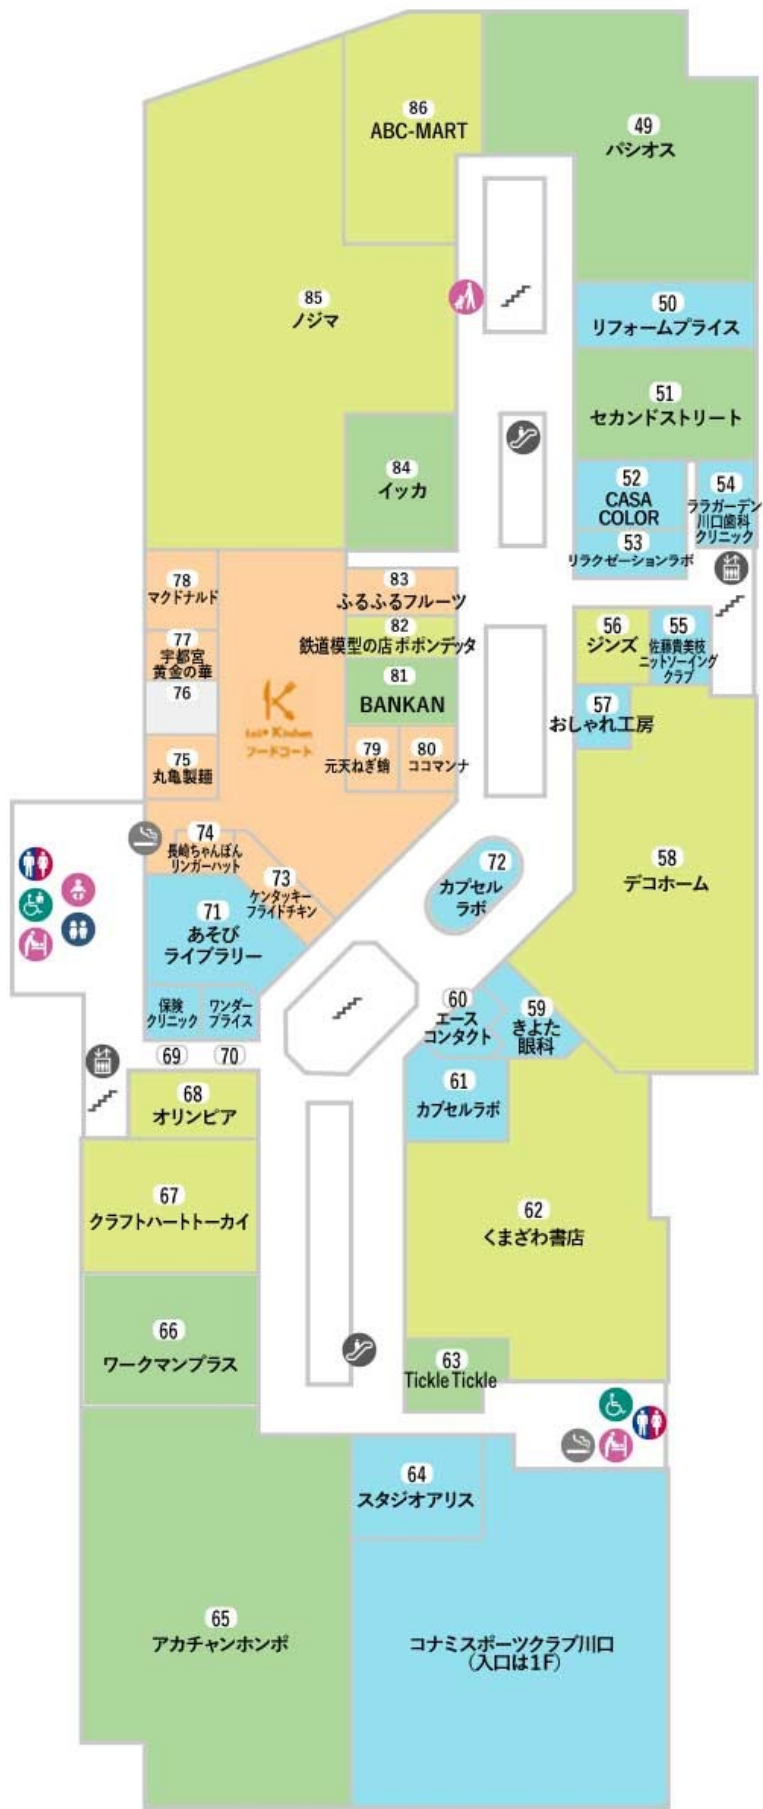 86
ABC-MART
49
パシオス
85
ノジマ
50
リフォームプライス
51
セカンドストリート
84
イッカ
52
CASA
COLOR
54
ララガーデン
川口歯科
クリニック
53
リラクゼーションラボ
78
マクドナルド
83
ふるふるフルーツ
82
鉄道模型の店 ポポンデッタ
77
宇都宮
黄金の華
56
ジンズ
55
佐藤貴美枝
ニットソーイング
クラブ
76
81
BANKAN
57
おしゃれ工房
フードコート
75
丸亀製麺
79
元天ねぎ蛸
80
ココマンナ
74
長崎ちゃんぽん
リンガーハット
73
ケンタッキー
フライドチキン
72
カプセル
ラボ
58
デコホーム
71
あそび
ライブラリー
保険
クリニック
69
ワンダー
プライス
70
60
エース
コンタクト
59
きよた
眼科
61
カプセルラボ
68
オリンピア
67
クラフトハートトーカイ
62
くまざわ書店
66
ワークマンプラス
63
Tickle Tickle
64
スタジオアリス
65
アカチャンホンポ
コナミスポーツクラブ川口
(入口は1F)